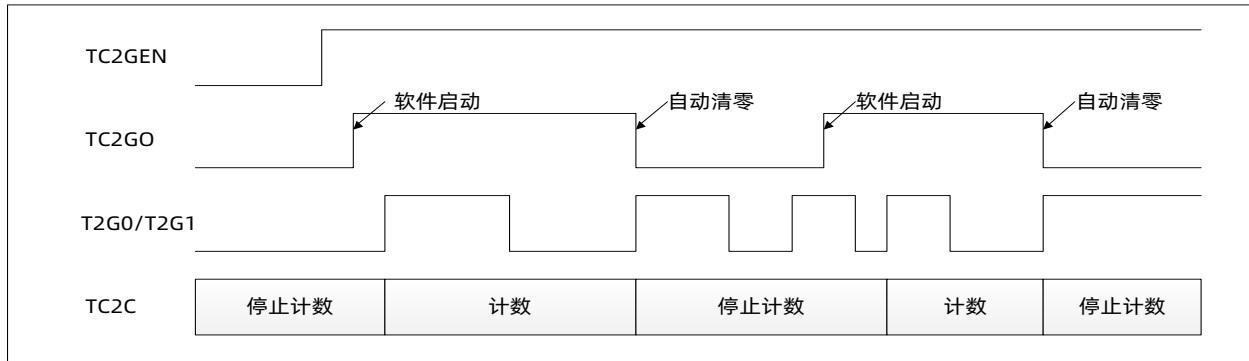 TC2GEN
软件启动 自动清零 软件启动 自动清零
TC2GO
T2G0/T2G1
TC2C 停止计数 计数 停止计数 计数 停止计数